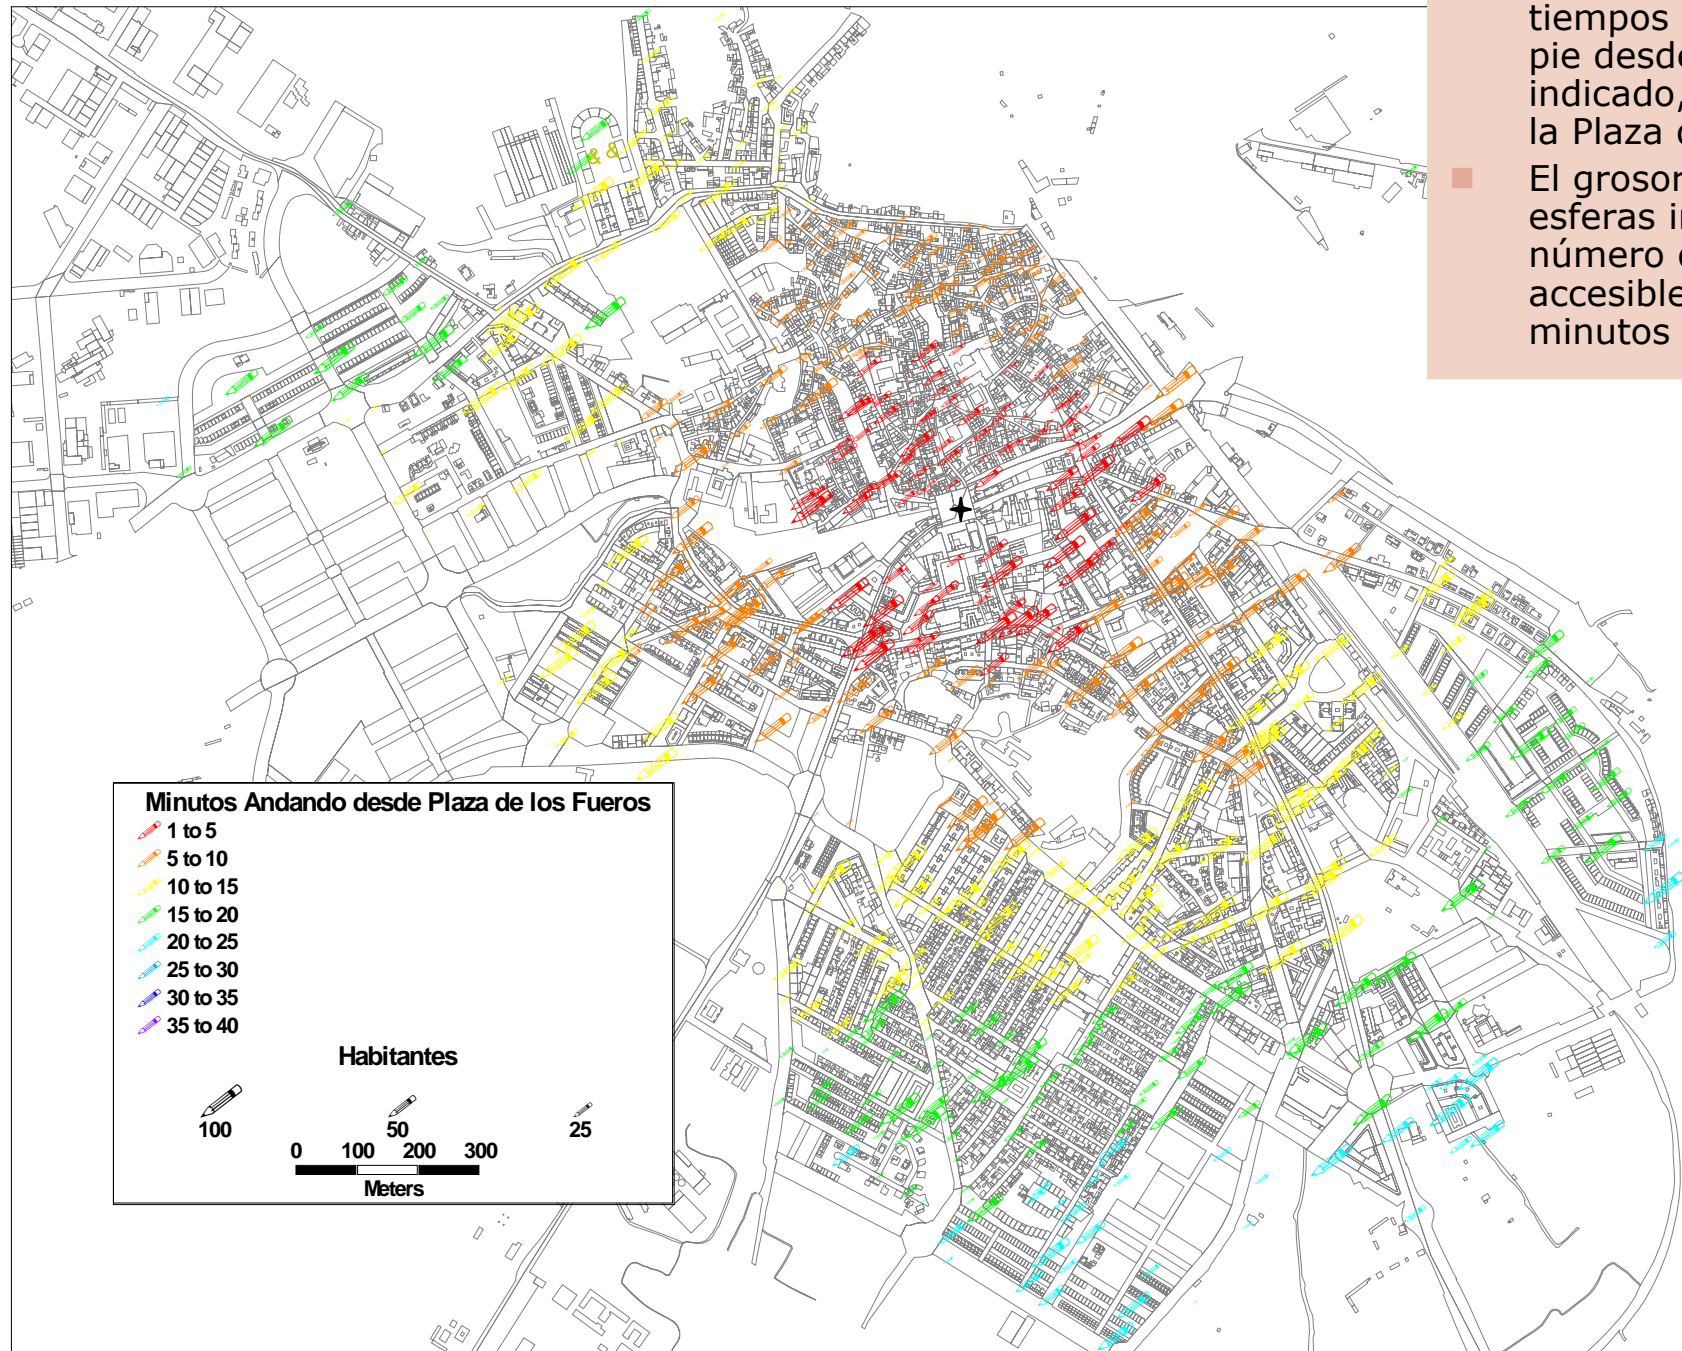 tiempos
pie desde
indicado,
la Plaza
El grosor
esferas
número
accesible
minutos
& &
Minutos Andando desde Plaza de los Fueros
1 to 5
5 to 10
10 to 15
15 to 20
20 to 25
25 to 30
30 to 35
35 to 40
Habitantes
100 50 25
0 100 200 300
Meters